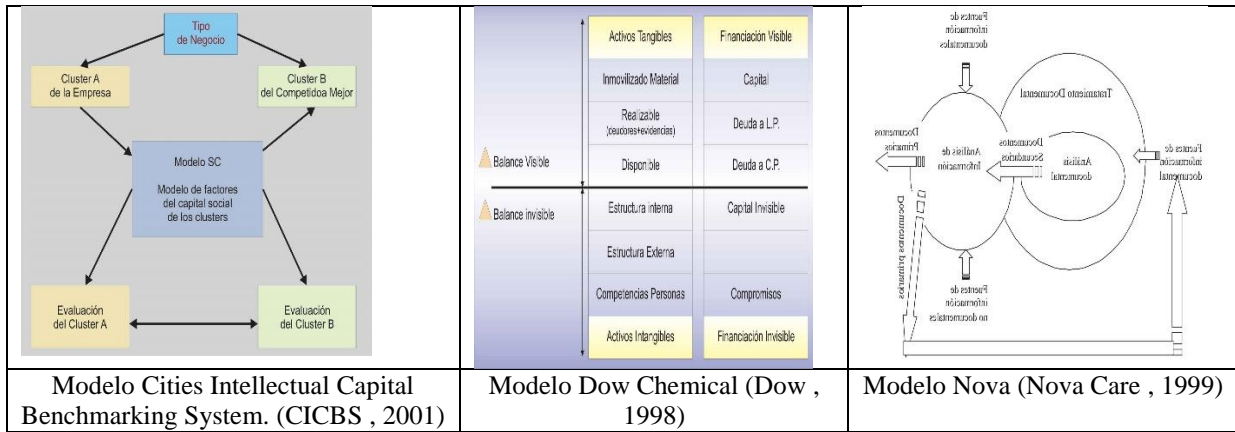 Tipo
de Negocio
Cluster A
de la Empresa
Cluster B
del Competidoa Mejor
Modelo SC
Modelo de factores
del capital social
de los clusters
Evaluación
del Cluster A
Evaluación
del Cluster B
Activos Tangibles
Financiación Visible
Inmovilizado Material
Capital
Realizable
(deudores+evidencias)
Deuda a L.P.
Balance Visible
Disponible
Deuda a C.P.
Balance invisible
Estructura interna
Capital Invisible
Estructura Externa
Competencias Personas
Compromisos
Activos Intangibles
Financiación Invisible
Fuentes de
información
documentales
Tratamiento Documental
Documentos
Primarios
Análisis de
Información
Documentos
Secundarios
Análisis
documental
Fuentes de
información
documental
Documentos primarios
Fuentes de
información
no documentales
Modelo Cities Intellectual Capital
Benchmarking System. (CICBS , 2001)
Modelo Dow Chemical (Dow ,
1998)
Modelo Nova (Nova Care , 1999)